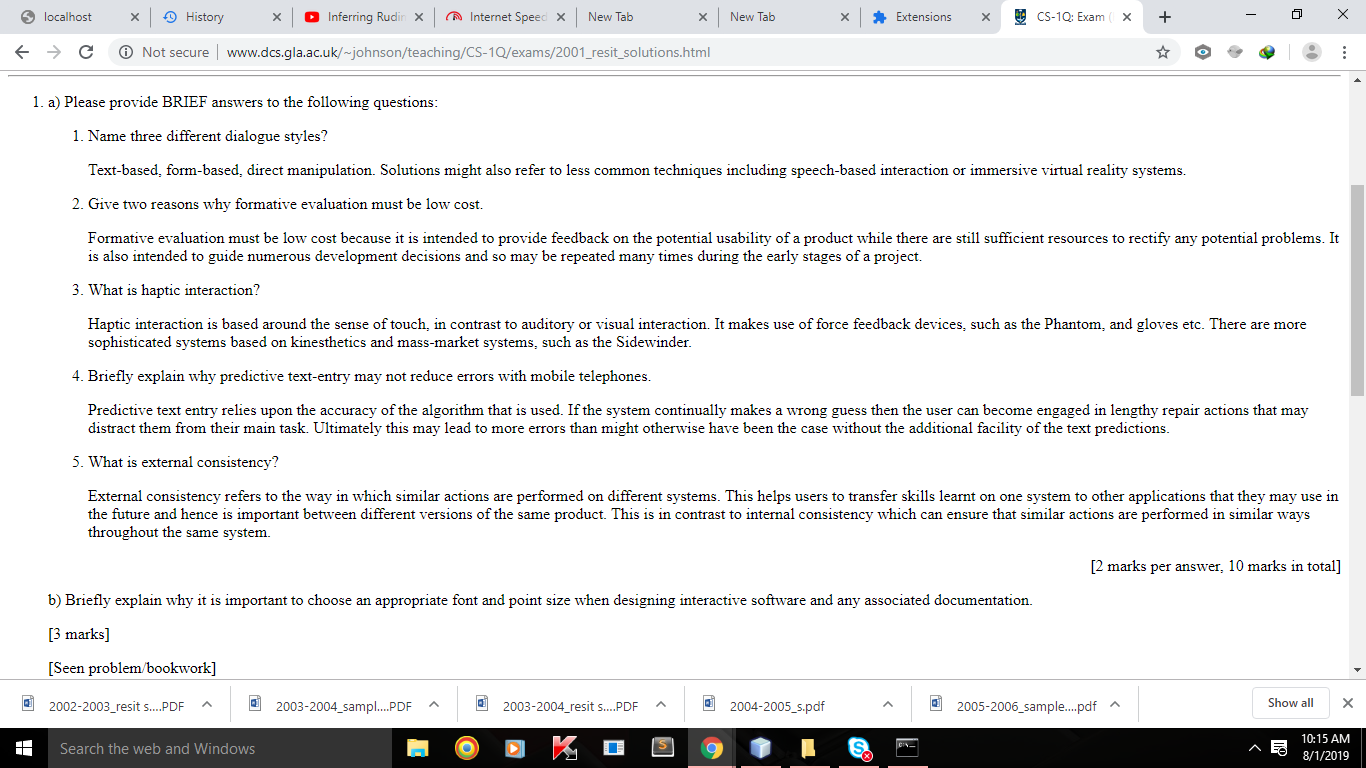 localhost
History
Inferring Rudin
Internet Speed
New Tab
New Tab
Extensions
CS-1Q: Exam (
Not secure | www.dcs.gla.ac.uk/~johnson/teaching/CS-1Q/exams/2001_resit_solutions.html
1. a) Please provide BRIEF answers to the following questions:
1. Name three different dialogue styles?
Text-based, form-based, direct manipulation. Solutions might also refer to less common techniques including speech-based interaction or immersive virtual reality systems.
2. Give two reasons why formative evaluation must be low cost.
Formative evaluation must be low cost because it is intended to provide feedback on the potential usability of a product while there are still sufficient resources to rectify any potential problems. It
is also intended to guide numerous development decisions and so may be repeated many times during the early stages of a project.
3. What is haptic interaction?
Haptic interaction is based around the sense of touch, in contrast to auditory or visual interaction. It makes use of force feedback devices, such as the Phantom, and gloves etc. There are more
sophisticated systems based on kinesthetics and mass-market systems, such as the Sidewinder.
4. Briefly explain why predictive text-entry may not reduce errors with mobile telephones.
Predictive text entry relies upon the accuracy of the algorithm that is used. If the system continually makes a wrong guess then the user can become engaged in lengthy repair actions that may
distract them from their main task. Ultimately this may lead to more errors than might otherwise have been the case without the additional facility of the text predictions.
5. What is external consistency?
External consistency refers to the way in which similar actions are performed on different systems. This helps users to transfer skills learnt on one system to other applications that they may use in
the future and hence is important between different versions of the same product. This is in contrast to internal consistency which can ensure that similar actions are performed in similar ways
throughout the same system.
[2 marks per answer, 10 marks in total]
b) Briefly explain why it is important to choose an appropriate font and point size when designing interactive software and any associated documentation.
[3 marks]
[Seen problem/bookwork]
2002-2003_resit s....PDF
2003-2004_sampl....PDF
2003-2004_resit s....PDF
2004-2005_s.pdf
2005-2006_sample....pdf
Show all
Search the web and Windows
10:15 AM
8/1/2019